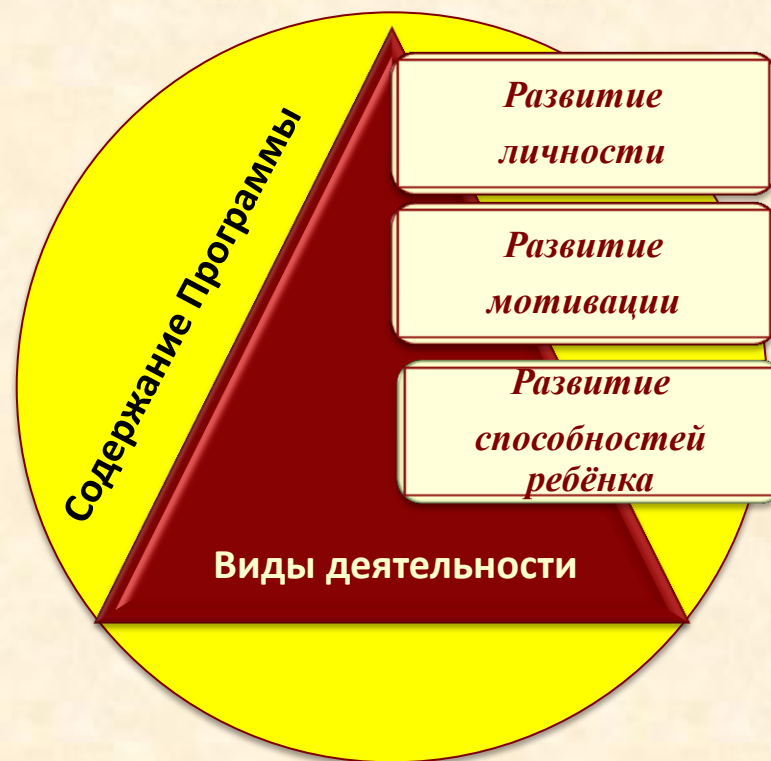 Содержание Программы
Развитие
личности
Развитие
мотивации
Развитие
способностей
ребёнка
Виды деятельности